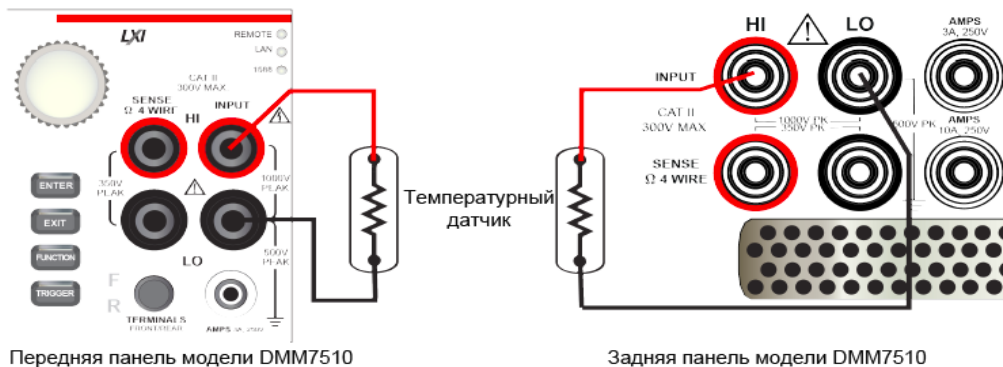 LXI
REMOTE
LAN
1588
CAT II
300V MAX
SENSE
Ω 4 WIRE
HI
INPUT
350V
PEAK
1000V
PEAK
ENTER
EXIT
FUNCTION
TRIGGER
LO
500V
PEAK
F
R
TERMINALS
FRONT/REAR
AMPS 3A, 250V
Температурный
датчик
HI
LO
AMPS
3A, 250V
INPUT
CAT II
300V MAX
1000V PK
350V PK
500V PK
AMPS
10A, 250V
SENSE
Ω 4 WIRE
Передняя панель модели DMM7510
Задняя панель модели DMM7510